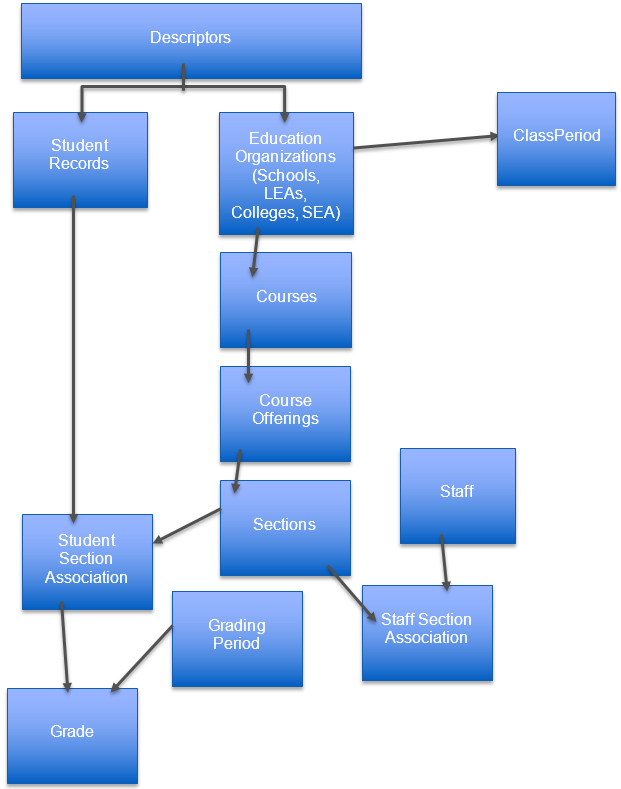 Descriptors
Student
Records
Education
Organizations
(Schools,
LEAs,
Colleges, SEA)
ClassPeriod
Courses
Course
Offerings
Sections
Staff
Student
Section
Association
Grading
Period
Staff Section
Association
Grade